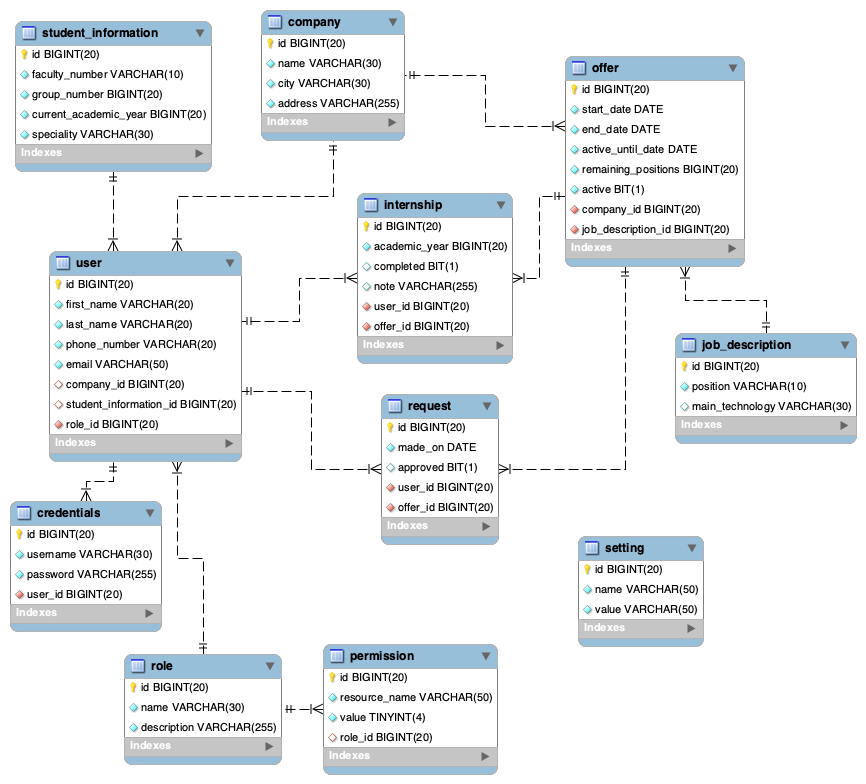 student_information
id BIGINT(20)
faculty_number VARCHAR(10)
group_number BIGINT(20)
current_academic_year BIGINT(20)
speciality VARCHAR(30)
Indexes
company
id BIGINT(20)
name VARCHAR(30)
city VARCHAR(30)
address VARCHAR(255)
Indexes
offer
id BIGINT(20)
start_date DATE
end_date DATE
active_until_date DATE
remaining_positions BIGINT(20)
active BIT(1)
company_id BIGINT(20)
job_description_id BIGINT(20)
Indexes
internship
id BIGINT(20)
academic_year BIGINT(20)
completed BIT(1)
note VARCHAR(255)
user_id BIGINT(20)
offer_id BIGINT(20)
Indexes
user
id BIGINT(20)
first_name VARCHAR(20)
last_name VARCHAR(20)
phone_number VARCHAR(20)
email VARCHAR(50)
company_id BIGINT(20)
student_information_id BIGINT(20)
role_id BIGINT(20)
Indexes
job_description
id BIGINT(20)
position VARCHAR(10)
main_technology VARCHAR(30)
Indexes
request
id BIGINT(20)
made_on DATE
approved BIT(1)
user_id BIGINT(20)
offer_id BIGINT(20)
Indexes
credentials
id BIGINT(20)
username VARCHAR(30)
password VARCHAR(255)
user_id BIGINT(20)
Indexes
setting
id BIGINT(20)
name VARCHAR(50)
value VARCHAR(50)
Indexes
role
id BIGINT(20)
name VARCHAR(30)
description VARCHAR(255)
Indexes
permission
id BIGINT(20)
resource_name VARCHAR(50)
value TINYINT(4)
role_id BIGINT(20)
Indexes